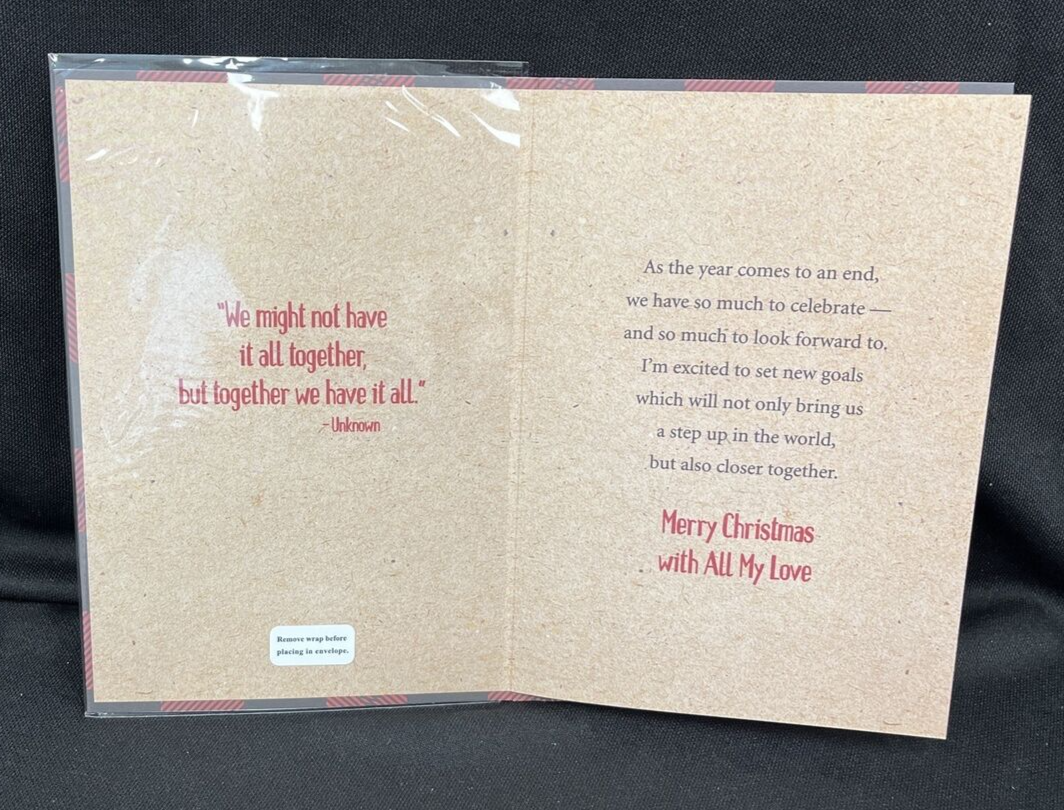 "We might not have
it all together,
but together we have it all."
-Unknown
Remove wrap before
placing in envelope.
As the year comes to an end,
we have so much to celebrate —
and so much to look forward to.
I'm excited to set new goals
which will not only bring us
a step up in the world,
but also closer together.
Merry Christmas
with All My Love